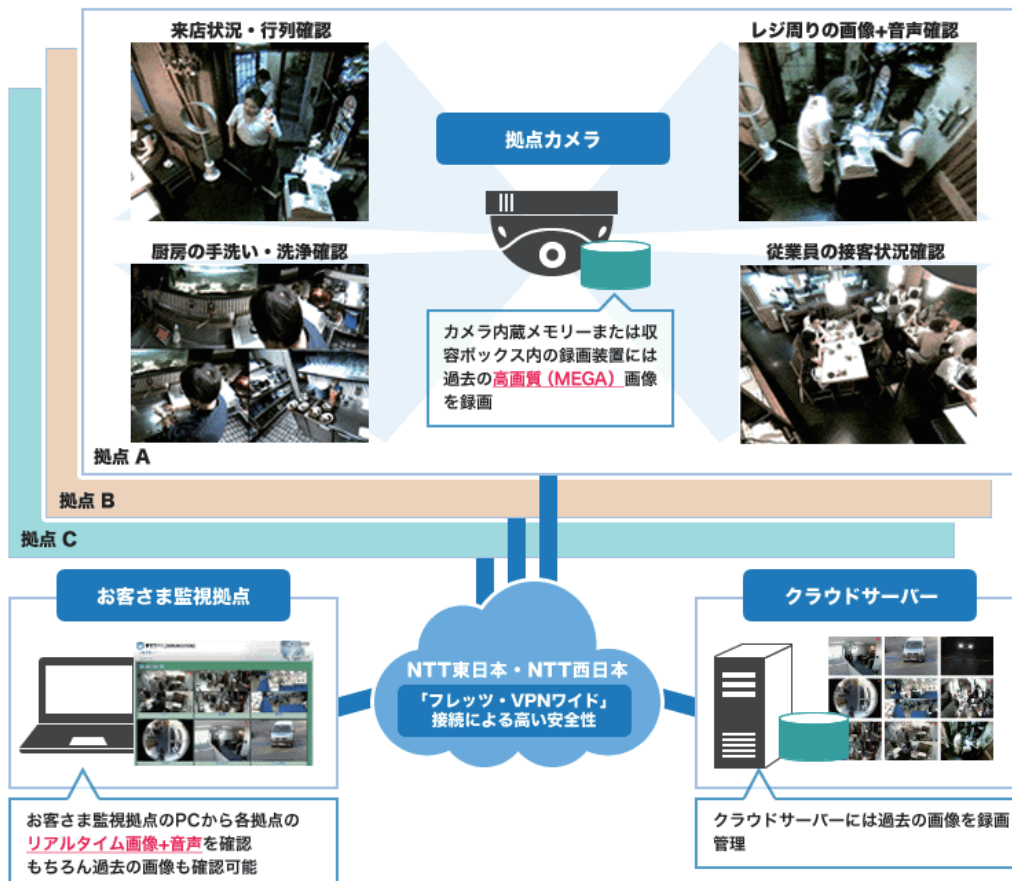 来店状況・行列確認
レジ周りの画像+音声確認
拠点カメラ
厨房の手洗い・洗浄確認
従業員の接客状況確認
カメラ内蔵メモリーまたは収
容ボックス内の録画装置には
過去の高画質（MEGA）画像
を録画
拠点 A
拠点 B
拠点 C
お客さま監視拠点
クラウドサーバー
NTT東日本・NTT西日本
「フレッツ・VPNワイド」
接続による高い安全性
お客さま監視拠点のPCから各拠点の
リアルタイム画像+音声を確認
もちろん過去の画像も確認可能
クラウドサーバーには過去の画像を録画
管理